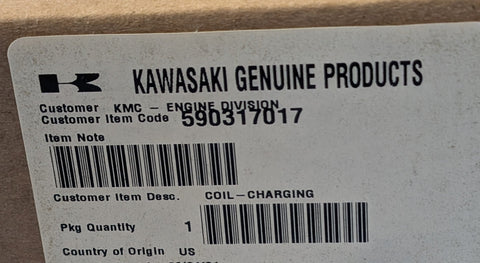 KAWASAKI GENUINE PRODUCTS
Customer KMC - ENGINE DIVISION
Customer Item Code 590317017
Item Note
Customer Item Desc. COIL-CHARGING
Pkg Quantity 1
Country of Origin US